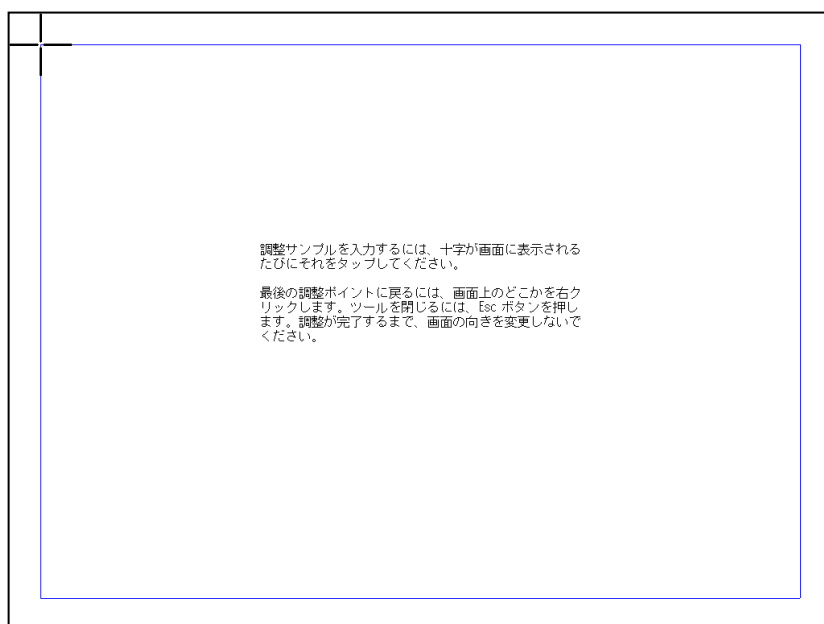 調整サンプルを入力するには、十字が画面に表示される
たびにそれをタップしてください。
最後の調整ポイントに戻るには、画面上のどこかを右ク
リックします。ツールを閉じるには、Esc ボタンを押し
ます。調整が完了するまで、画面の向きを変更しないで
ください。